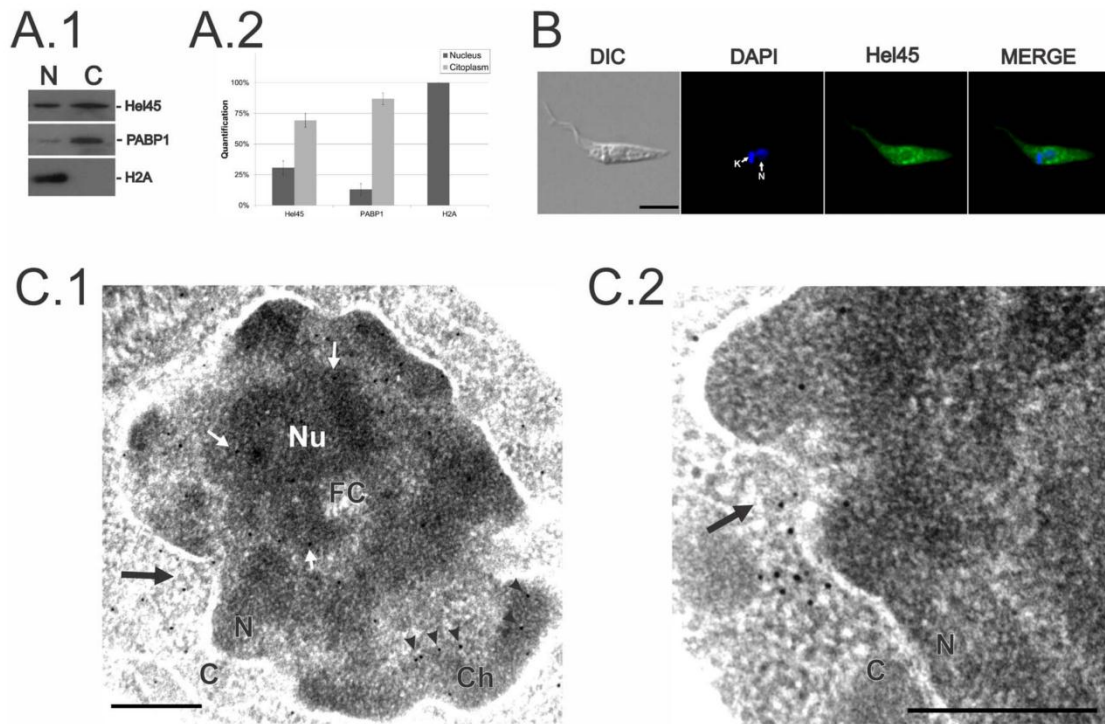 A.1
N C
- Hel45
- PABP1
- H2A
A.2
Nucleus
Citoplasm
100%
75%
50%
25%
0%
Quantification
Hel45 PABP1 H2A
B
DIC DAPI Hel45 MERGE
K
N
C.1
Nu
FC
N
C
Ch
C.2
N
C